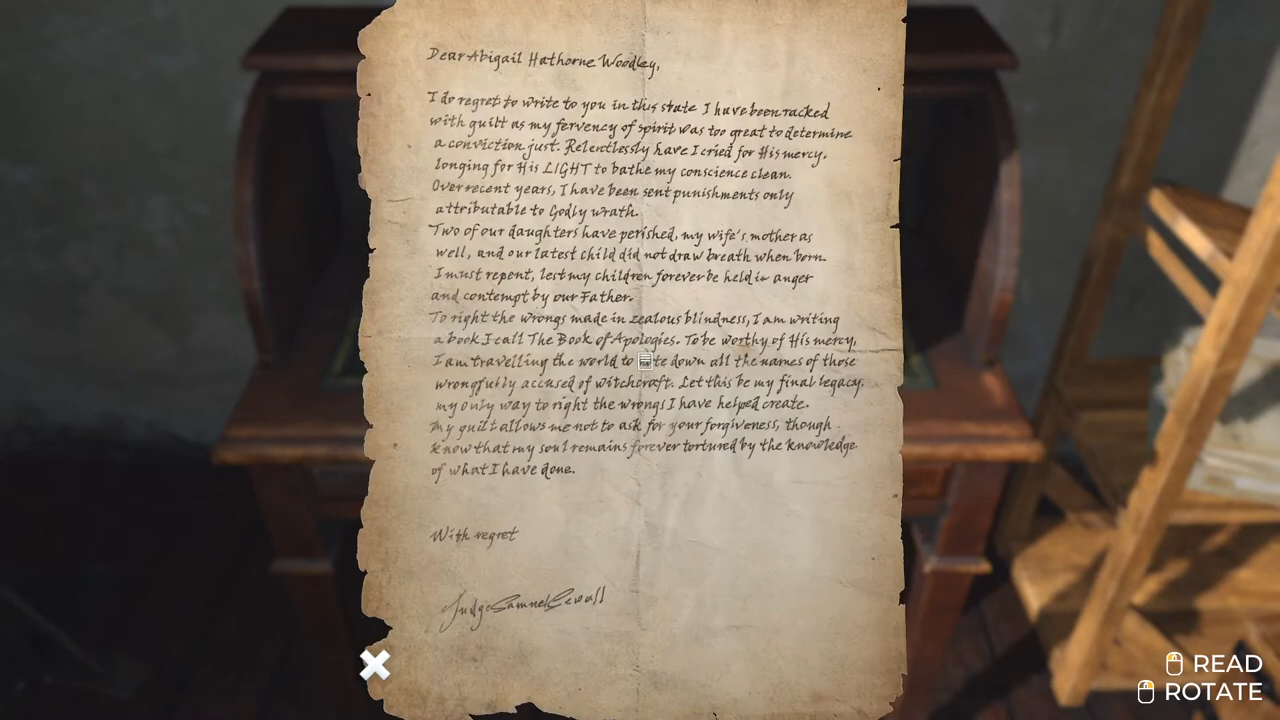 Dear Abigail Hathorne Woodley,
I do regret to write to you in this state I have been racked
with guilt as my fervency of spirit was too great to determine
a conviction just. Relentlessly have I cried for His mercy,
longing for His LIGHT to bathe my conscience clean.
Over recent years, I have been sent punishments only
attributable to Godly wrath.
Two of our daughters have perished, my wife's mother as
well, and our latest child did not draw breath when born.
I must repent, lest my children forever be held in anger
and contempt by our Father.
To right the wrongs made in zealous blindness, I am writing
a book I call The Book of Apologies. To be worthy of His mercy,
I am travelling the world to te down all the names of those
wrongfully accused of witchcraft. Let this be my final legacy,
my only way to right the wrongs I have helped create.
My guilt allows me not to ask for your forgiveness, though
know that my soul remains forever tortured by the knowledge
of what I have done.
With regret
Judge Samuel Sewall
READ
ROTATE